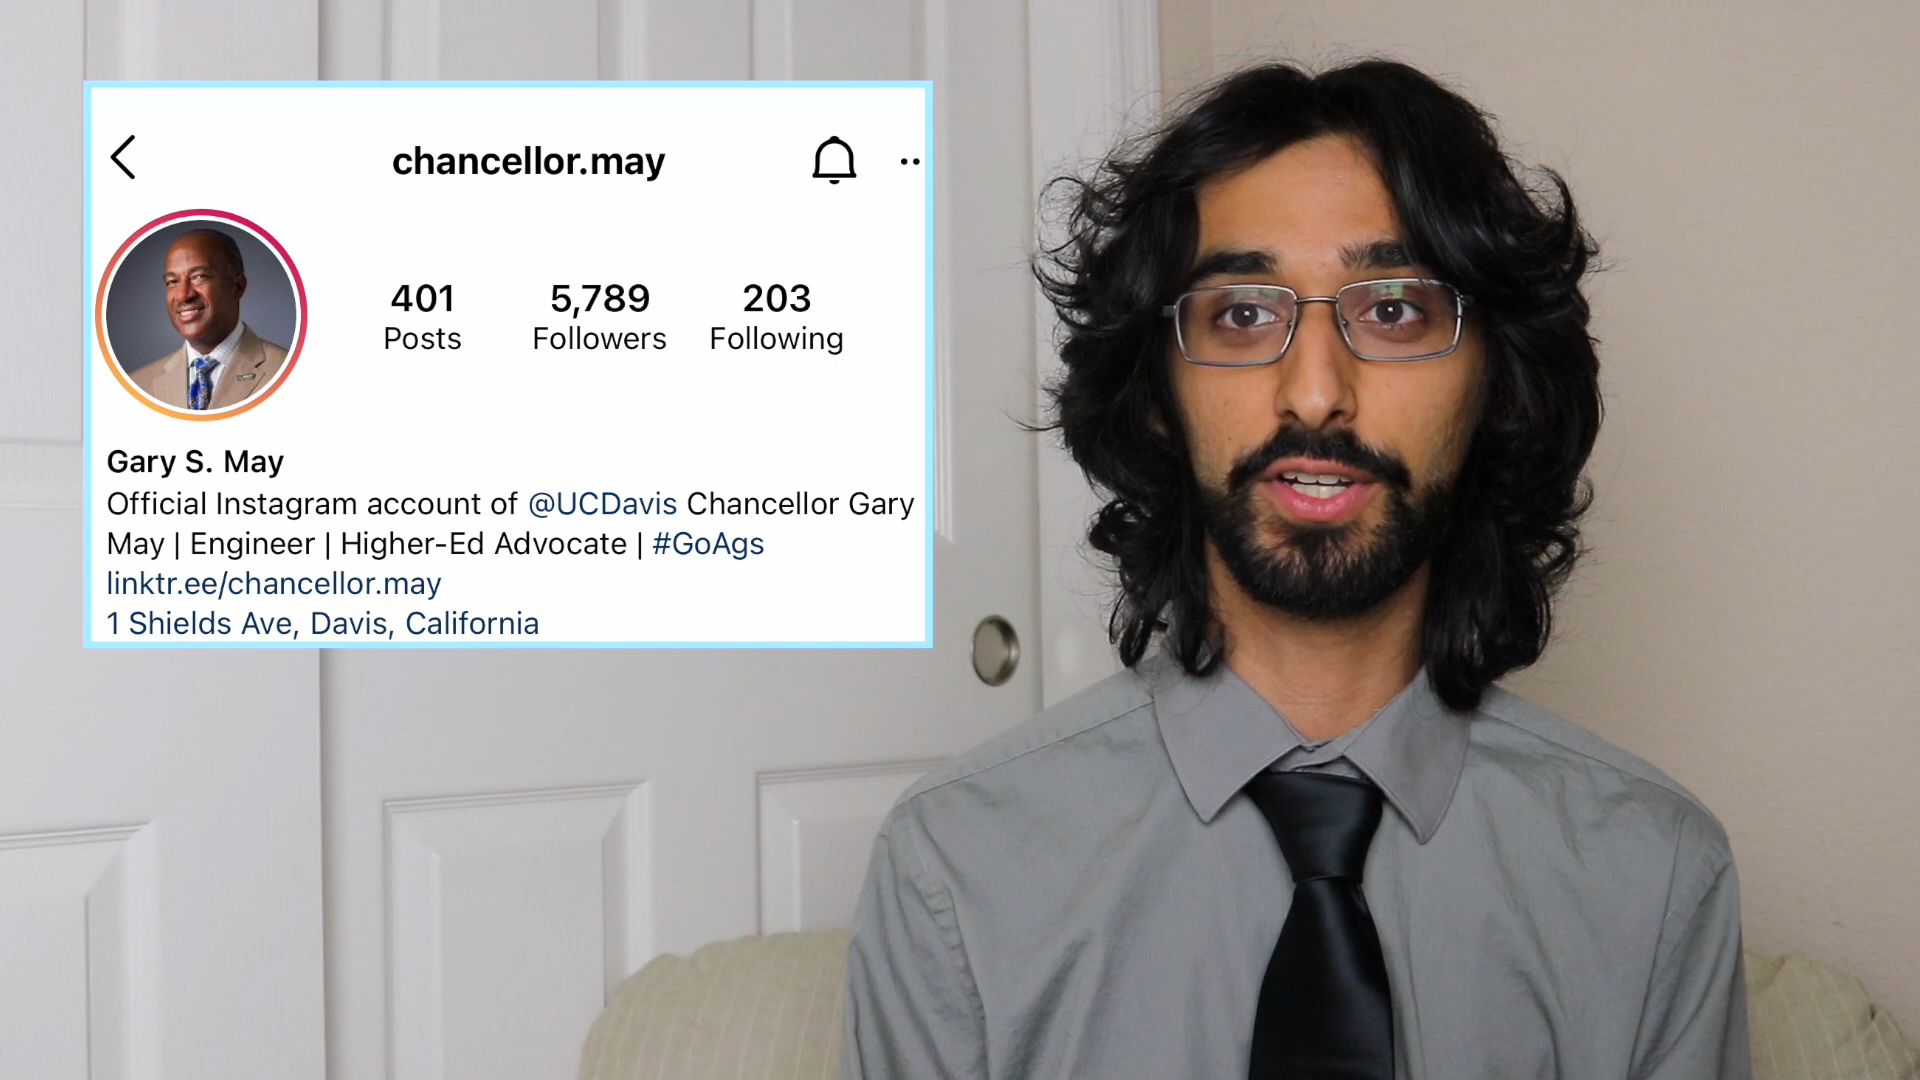 chancellor.may
401 5,789 203
Posts Followers Following
Gary S. May
Official Instagram account of @UCDavis Chancellor Gary
May | Engineer | Higher-Ed Advocate | #GoAgs
linktr.ee/chancellor.may
1 Shields Ave, Davis, California